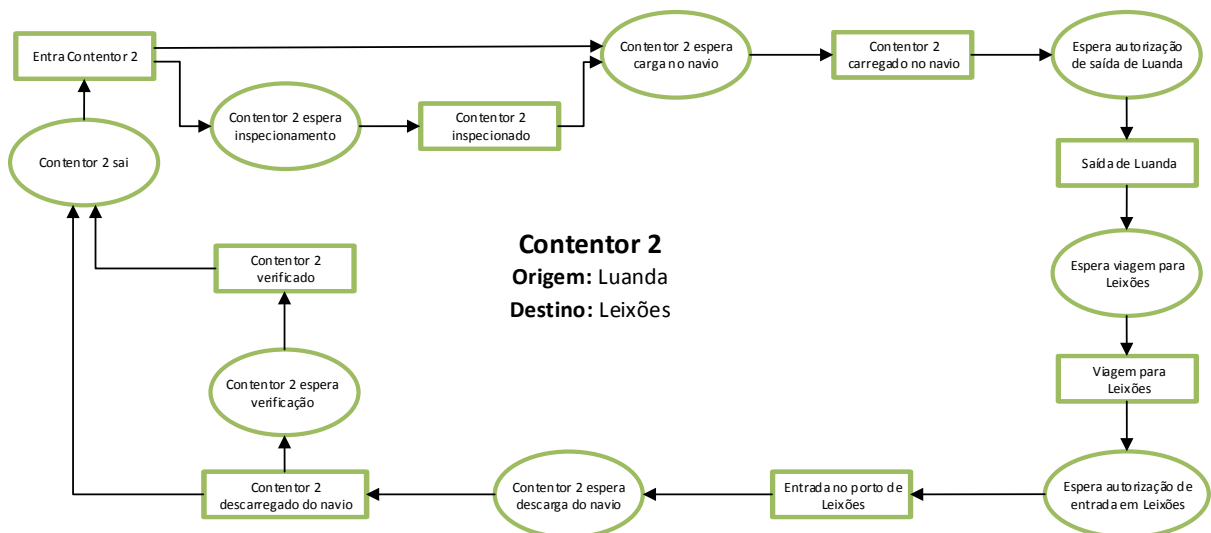 Entra Contentor 2
Contentor 2 espera
carga no navio
Contentor 2
carregado no navio
Espera autorização
de saída de Luanda
Contentor 2 espera
inspecionamento
Contentor 2
inspecionado
Contentor 2 sai
Saída de Luanda
Contentor 2
Origem: Luanda
Destino: Leixões
Contentor 2
verificado
Espera viagem para
Leixões
Contentor 2 espera
verificação
Viagem para
Leixões
Contentor 2
descarregado do navio
Contentor 2 espera
descarga do navio
Entrada no porto de
Leixões
Espera autorização de
entrada em Leixões